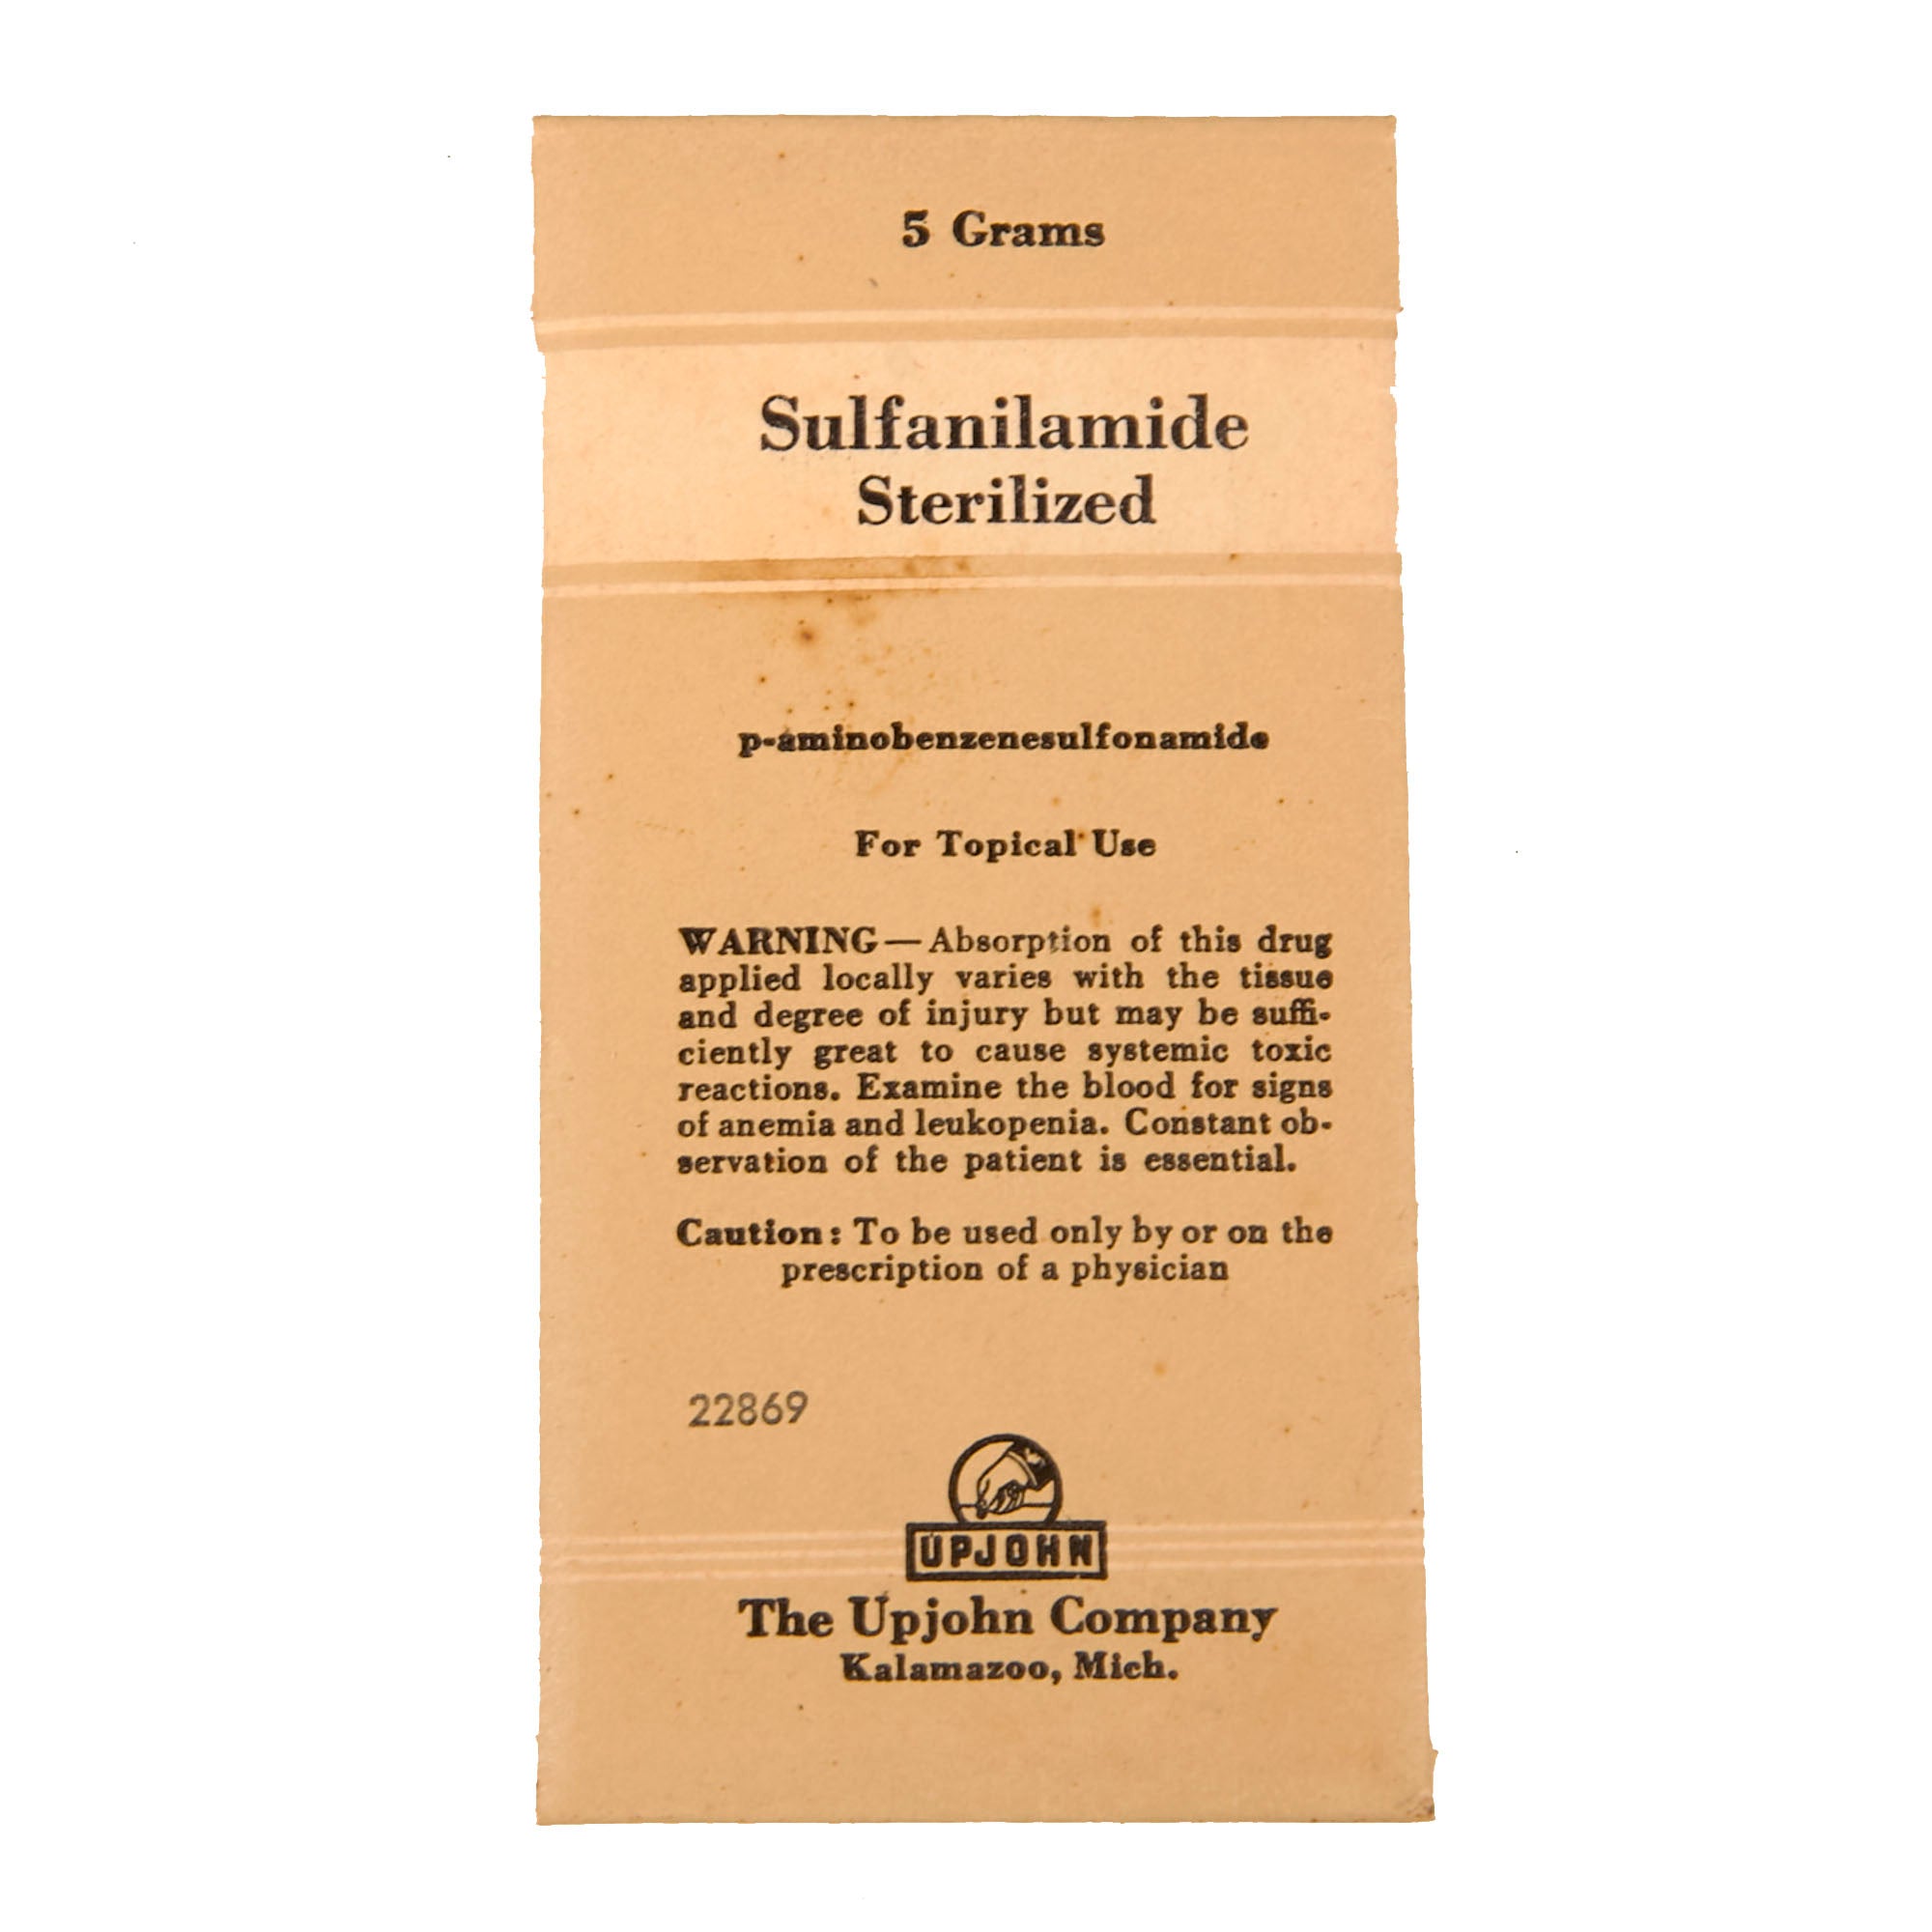 5 Grams
Sulfanilamide
Sterilized
p-aminobenzenesulfonamide
For Topical Use
WARNING—Absorption of this drug
applied locally varies with the tissue
and degree of injury but may be suffi-
ciently great to cause systemic toxic
reactions. Examine the blood for signs
of anemia and leukopenia. Constant ob-
servation of the patient is essential.
Caution: To be used only by or on the
prescription of a physician
22869
UPJOHN
The Upjohn Company
Kalamazoo, Mich.